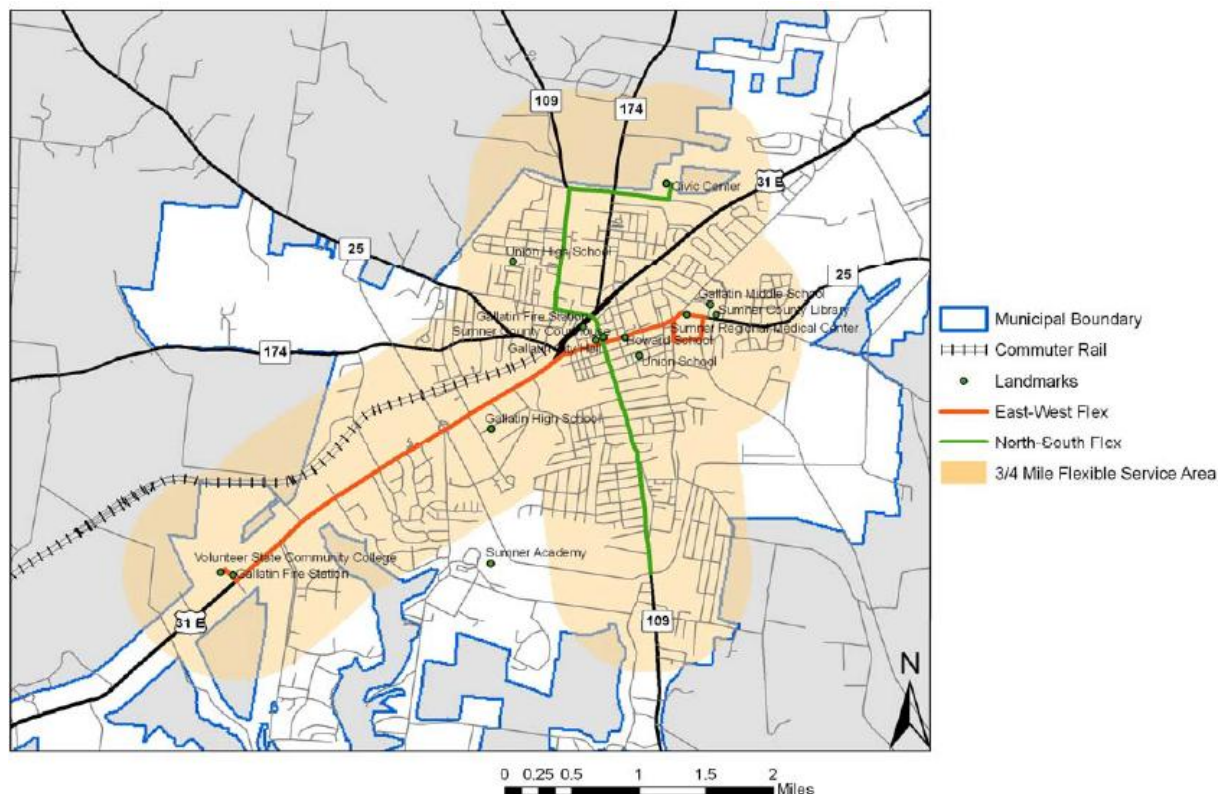 109
174
Civic Center
31 E
25
Union High School
25
Gallatin Middle School
Sumner County Library
Gallatin Fire Station
Sumner County Courthouse
Sumner Regional Medical Center
Gallatin City Hall
Howard School
Union School
174
Gallatin High School
Volunteer State Community College
Gallatin Fire Station
Sumner Academy
31 E
109
N
Municipal Boundary
Commuter Rail
Landmarks
East-West Flex
North-South Flex
3/4 Mile Flexible Service Area
0 0.25 0.5 1 1.5 2
Miles